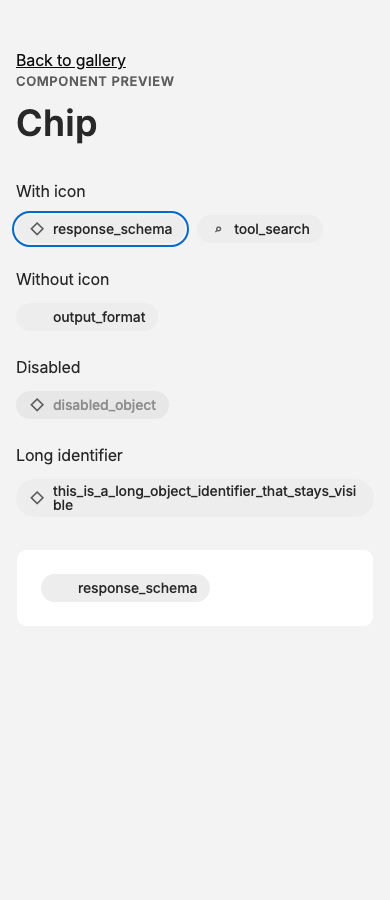 Back to gallery
COMPONENT PREVIEW
Chip
With icon
response_schema
tool_search
Without icon
output_format
Disabled
disabled_object
Long identifier
this_is_a_long_object_identifier_that_stays_visi
ble
response_schema